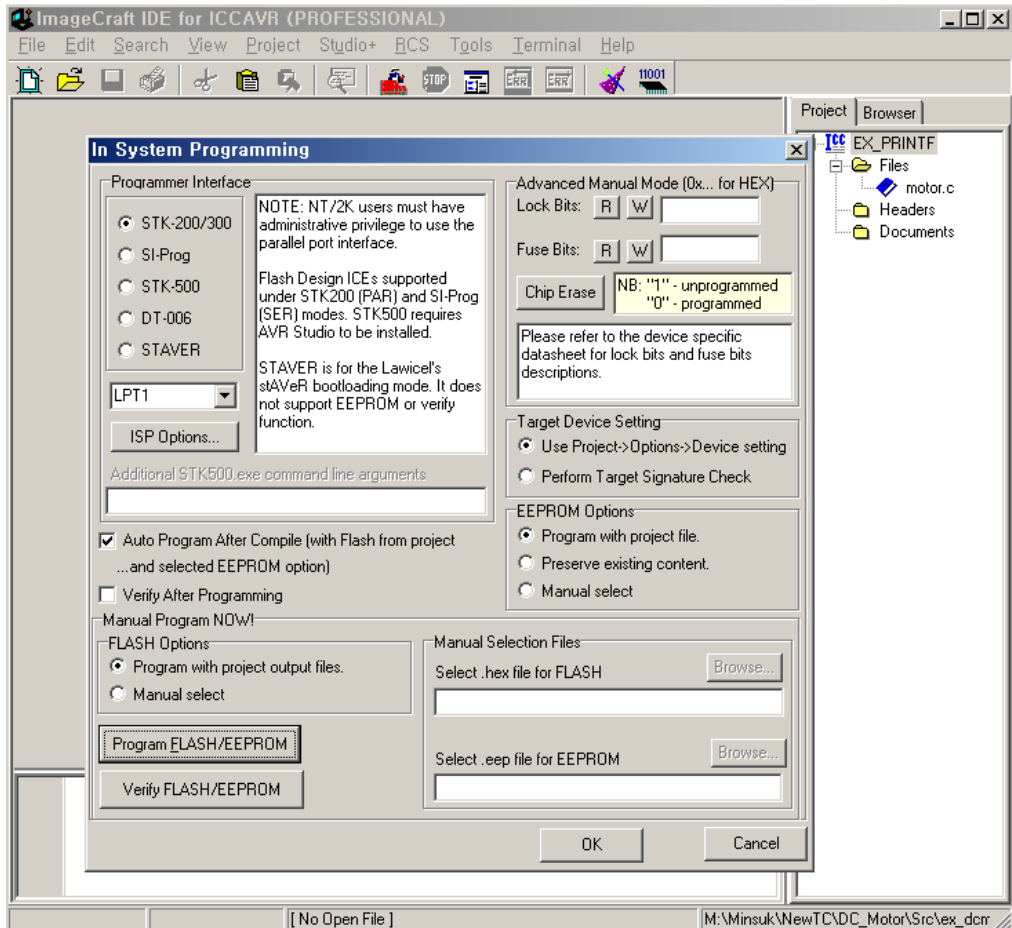 ImageCraft IDE for ICCAVR (PROFESSIONAL)
File Edit Search View Project Studio+ RCS Tools Terminal Help
STOP ERR ERR 11001
Project Browser
ICC EX_PRINTF
Files
motor.c
Headers
Documents
In System Programming
Programmer Interface
STK-200/300
SI-Prog
STK-500
DT-006
STAVER
LPT1
ISP Options...
NOTE: NT/2K users must have
administrative privilege to use the
parallel port interface.
Flash Design ICEs supported
under STK200 (PAR) and SI-Prog
(SER) modes. STK500 requires
AVR Studio to be installed.
STAVER is for the Lawicel's
stAVeR bootloading mode. It does
not support EEPROM or verify
function.
Additional STK500.exe command line arguments
Auto Program After Compile (with Flash from project
...and selected EEPROM option)
Verify After Programming
Advanced Manual Mode (0x... for HEX)
Lock Bits: R W
Fuse Bits: R W
Chip Erase
NB: "1" - unprogrammed
"0" - programmed
Please refer to the device specific
datasheet for lock bits and fuse bits
descriptions.
Target Device Setting
Use Project->Options->Device setting
Perform Target Signature Check
EEPROM Options
Program with project file.
Preserve existing content.
Manual select
Manual Program NOW!
FLASH Options
Program with project output files.
Manual select
Program FLASH/EEPROM
Verify FLASH/EEPROM
Manual Selection Files
Select .hex file for FLASH
Browse...
Select .eep file for EEPROM
Browse...
OK
Cancel
[ No Open File ]
M:\Minsuk\NewTC\DC_Motor\Src\ex_dcm